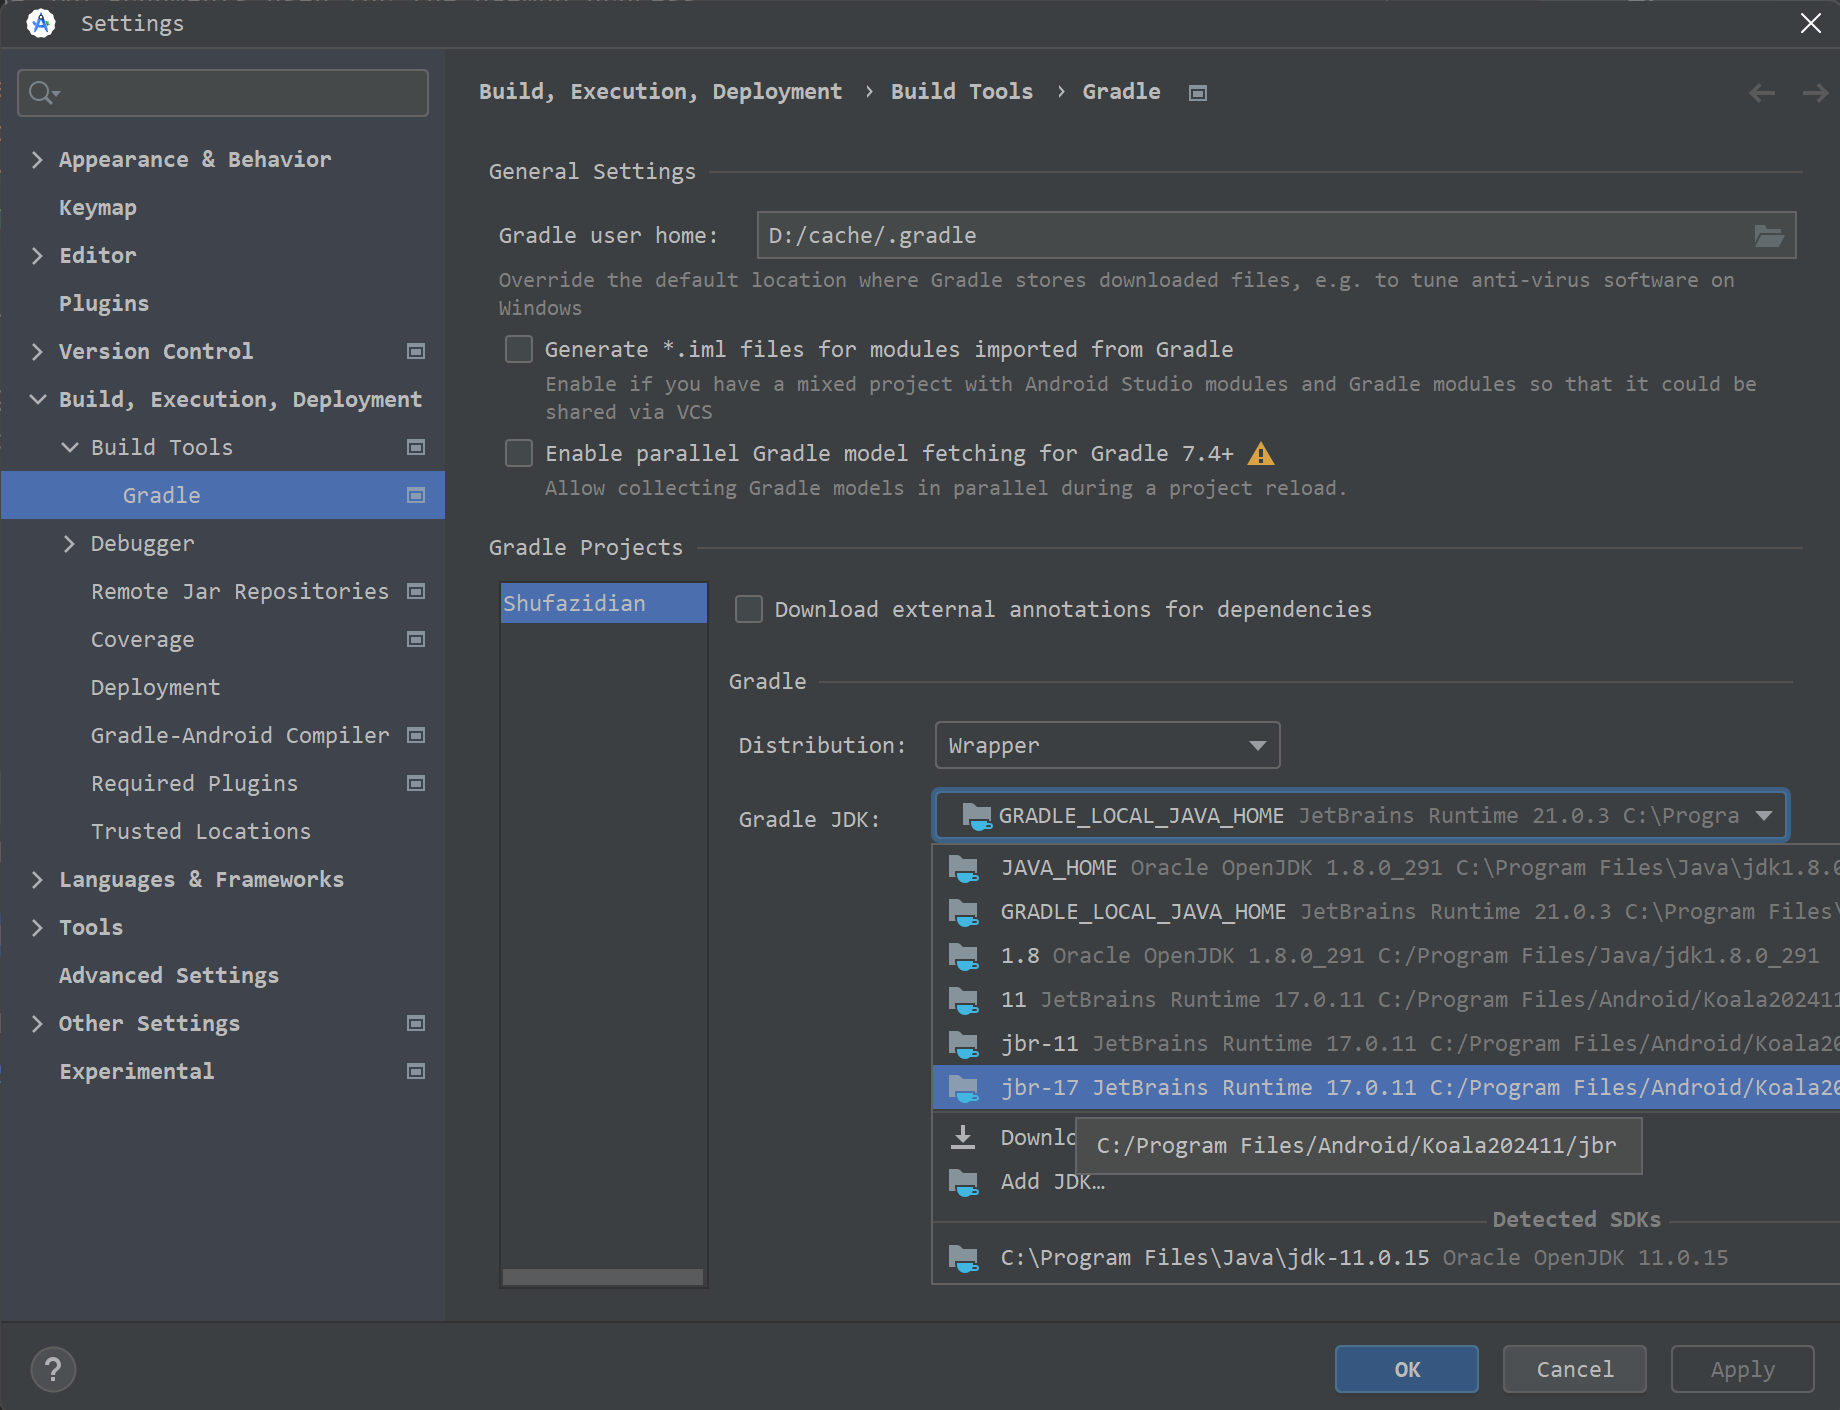 Settings
Appearance & Behavior
Keymap
Editor
Plugins
Version Control
Build, Execution, Deployment
Build Tools
Gradle
Debugger
Remote Jar Repositories
Coverage
Deployment
Gradle-Android Compiler
Required Plugins
Trusted Locations
Languages & Frameworks
Tools
Advanced Settings
Other Settings
Experimental
Build, Execution, Deployment › Build Tools › Gradle
General Settings
Gradle user home: D:/cache/.gradle
Override the default location where Gradle stores downloaded files, e.g. to tune anti-virus software on
Windows
Generate *.iml files for modules imported from Gradle
Enable if you have a mixed project with Android Studio modules and Gradle modules so that it could be
shared via VCS
Enable parallel Gradle model fetching for Gradle 7.4+
Allow collecting Gradle models in parallel during a project reload.
Gradle Projects
Shufazidian
Download external annotations for dependencies
Gradle
Distribution: Wrapper
Gradle JDK: GRADLE_LOCAL_JAVA_HOME JetBrains Runtime 21.0.3 C:\Progra
JAVA_HOME Oracle OpenJDK 1.8.0_291 C:\Program Files\Java\jdk1.8.0
GRADLE_LOCAL_JAVA_HOME JetBrains Runtime 21.0.3 C:\Program Files\
1.8 Oracle OpenJDK 1.8.0_291 C:/Program Files/Java/jdk1.8.0_291
11 JetBrains Runtime 17.0.11 C:/Program Files/Android/Koala202411
jbr-11 JetBrains Runtime 17.0.11 C:/Program Files/Android/Koala20
jbr-17 JetBrains Runtime 17.0.11 C:/Program Files/Android/Koala20
Downlo
C:/Program Files/Android/Koala202411/jbr
Add JDK…
Detected SDKs
C:\Program Files\Java\jdk-11.0.15 Oracle OpenJDK 11.0.15
?
OK
Cancel
Apply